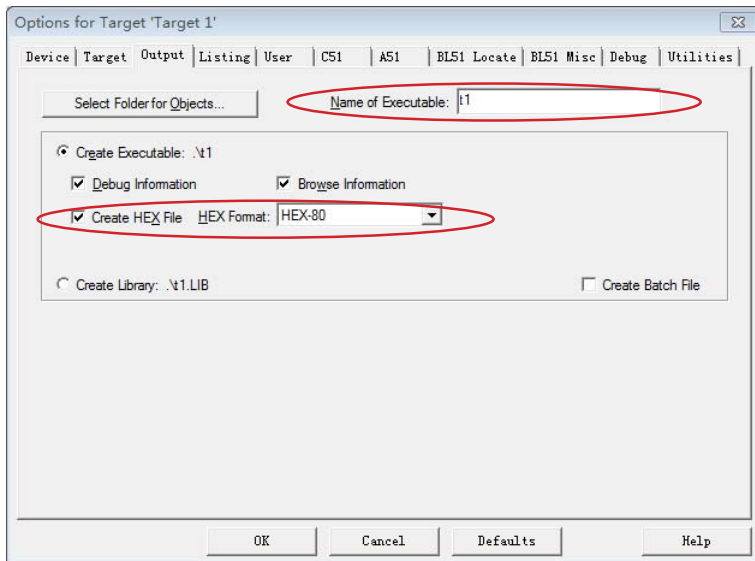 Options for Target 'Target 1'
Device Target Output Listing User C51 A51 BL51 Locate BL51 Misc Debug Utilities
Select Folder for Objects... Name of Executable: t1
Create Executable: .\t1
Debug Information Browse Information
Create HEX File HEX Format: HEX-80
Create Library: .\t1.LIB Create Batch File
OK Cancel Defaults Help